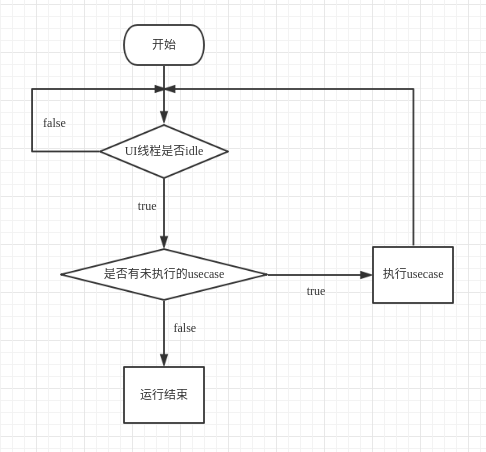 开始
false
UI线程是否idle
true
是否有未执行的usecase
执行usecase
true
false
运行结束